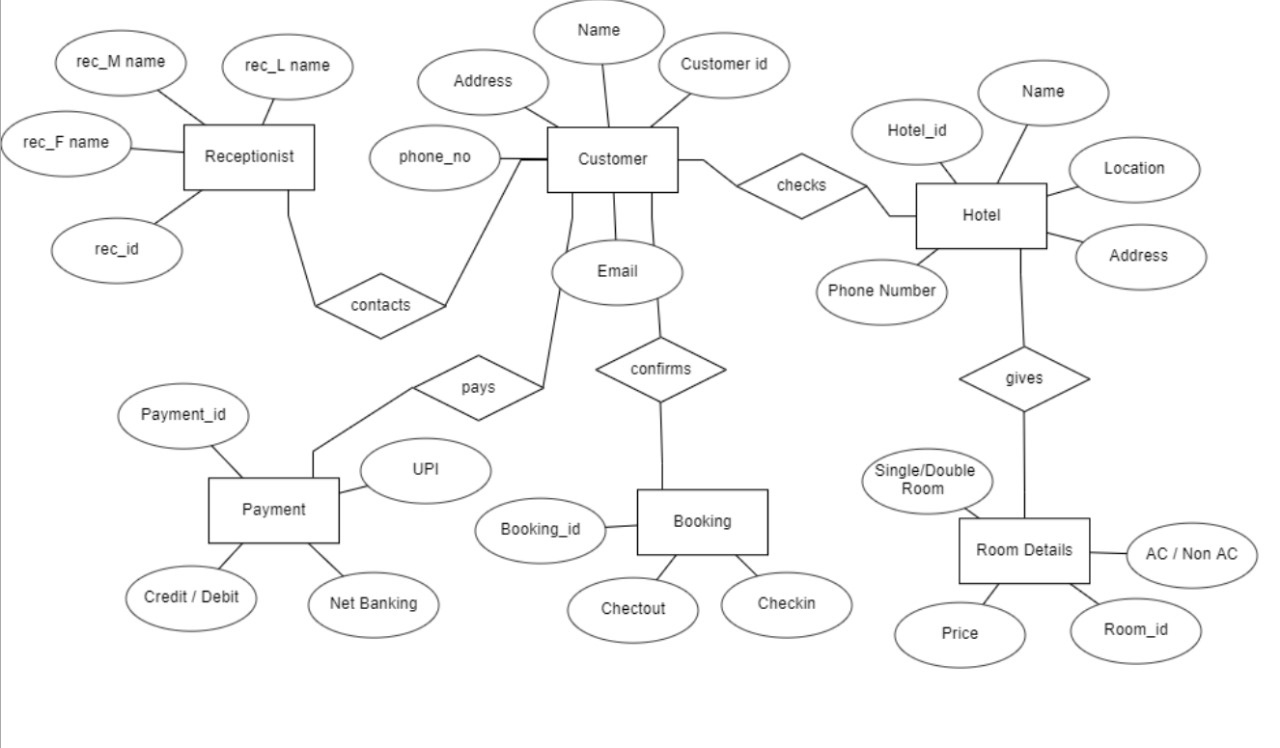 Name
rec_M name
rec_L name
Customer id
Address
Name
Hotel_id
rec_F name
Receptionist
phone_no
Customer
Location
checks
Hotel
rec_id
Address
Email
Phone Number
contacts
confirms
gives
pays
Payment_id
UPI
Single/Double
Room
Payment
Booking_id
Booking
Room Details
AC / Non AC
Credit / Debit
Net Banking
Chectout
Checkin
Price
Room_id